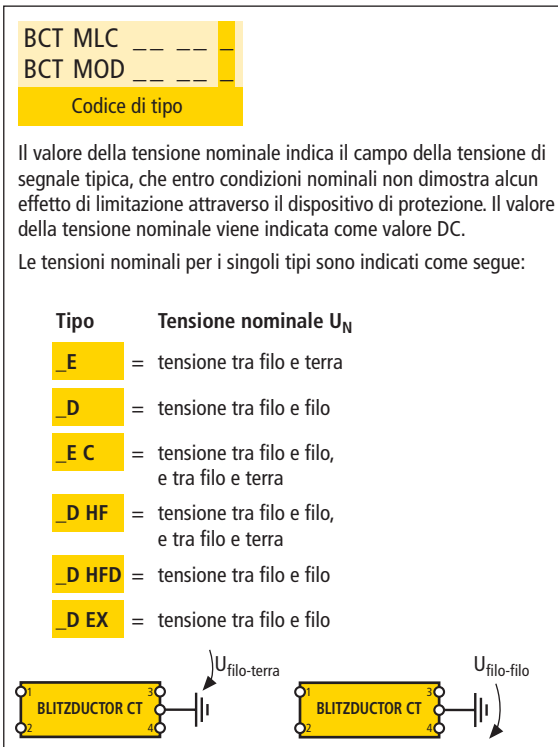 BCT MLC _ _ _ _ _
BCT MOD _ _ _ _ _
Codice di tipo
Il valore della tensione nominale indica il campo della tensione di
segnale tipica, che entro condizioni nominali non dimostra alcun
effetto di limitazione attraverso il dispositivo di protezione. Il valore
della tensione nominale viene indicata come valore DC.
Le tensioni nominali per i singoli tipi sono indicati come segue:
Tipo Tensione nominale UN
_E = tensione tra filo e terra
_D = tensione tra filo e filo
_E C = tensione tra filo e filo,
e tra filo e terra
_D HF = tensione tra filo e filo,
e tra filo e terra
_D HFD = tensione tra filo e filo
_D EX = tensione tra filo e filo
Ufilo-terra
1 3
BLITZDUCTOR CT
2 4
Ufilo-filo
1 3
BLITZDUCTOR CT
2 4